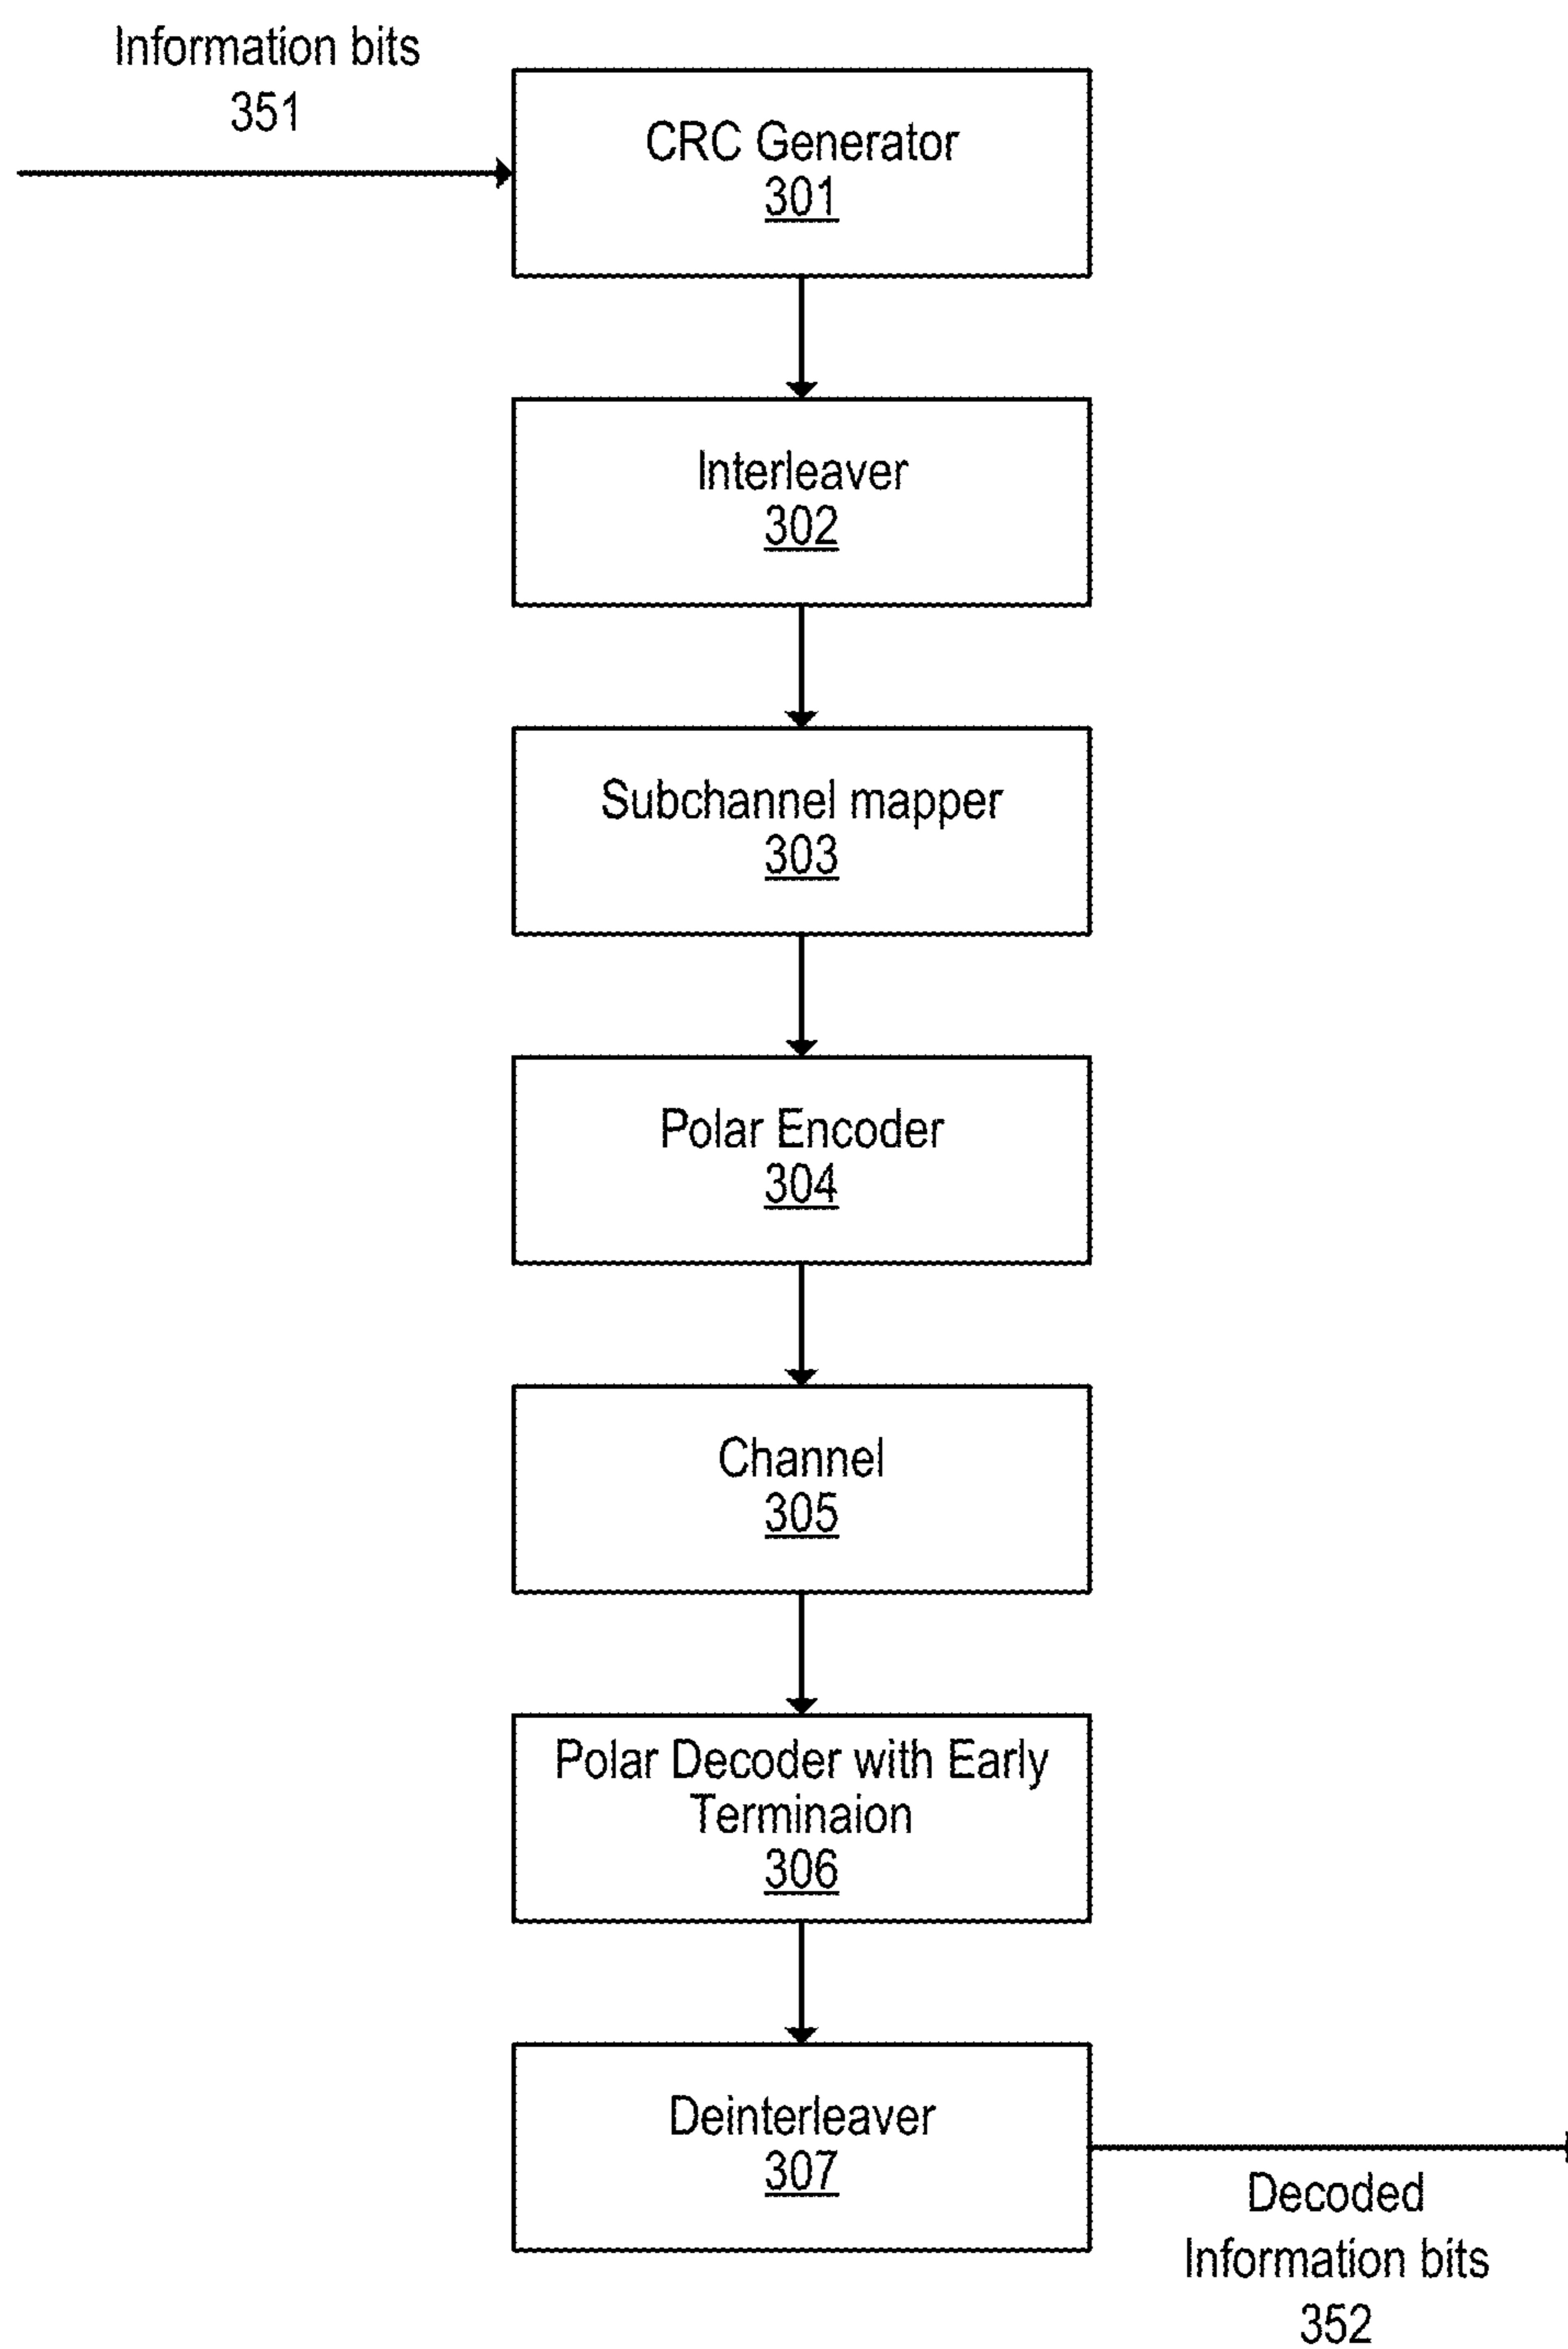 Information bits
351
CRC Generator
301
Interleaver
302
Subchannel mapper
303
Polar Encoder
304
Channel
305
Polar Decoder with Early
Terminaion
306
Deinterleaver
307
Decoded
Information bits
352